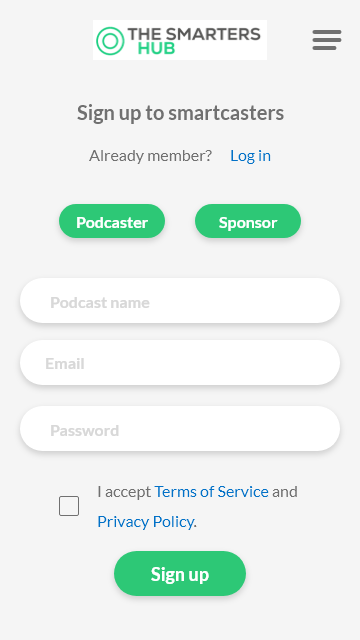 THE SMARTERS
HUB
Sign up to smartcasters
Already member? Log in
Podcaster Sponsor
Podcast name
Email
Password
I accept Terms of Service and
Privacy Policy.
Sign up